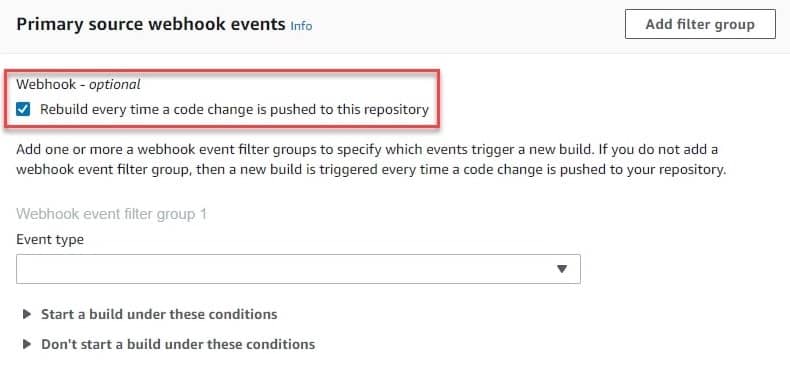 Primary source webhook events Info
Add filter group
Webhook - optional
Rebuild every time a code change is pushed to this repository
Add one or more a webhook event filter groups to specify which events trigger a new build. If you do not add a
webhook event filter group, then a new build is triggered every time a code change is pushed to your repository.
Webhook event filter group 1
Event type
Start a build under these conditions
Don't start a build under these conditions